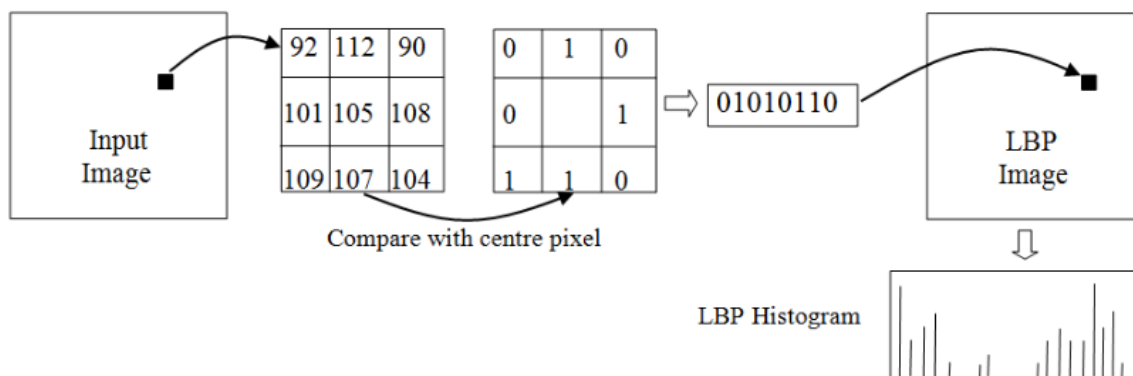 92 112 90
101 105 108
109 107 104
0 1 0
0 1
1 1 0
01010110
Input
Image
LBP
Image
Compare with centre pixel
LBP Histogram